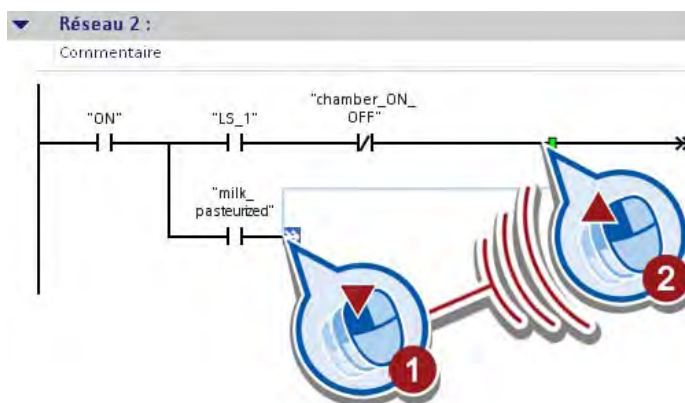 Réseau 2 :
Commentaire
"ON"
"LS_1"
"chamber_ON_
OFF"
"milk_
pasteurized"
1
2